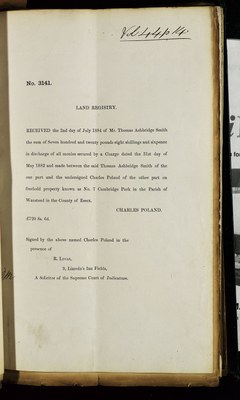 No. 3141.
LAND REGISTRY.
RECEIVED the 2nd day of July 1904 of Mr. Thomas Ashbridge Smith
the sum of Seven hundred and twenty pounds eight shillings and sixpence
in discharge of all monies secured by a Charge dated the 31st day of
May 1902 and made between the said Thomas Ashbridge Smith of the
one part and the undersigned Charles Poland of the other part on
freehold property known as No. 7 Cambridge Park in the Parish of
Wanstead in the County of Essex.
CHARLES POLAND.
£720 8s. 6d.
Signed by the above named Charles Poland in the
presence of
R. Lucas,
2, Lincoln's Inn Fields,
A Solicitor of the Supreme Court of Judicature.